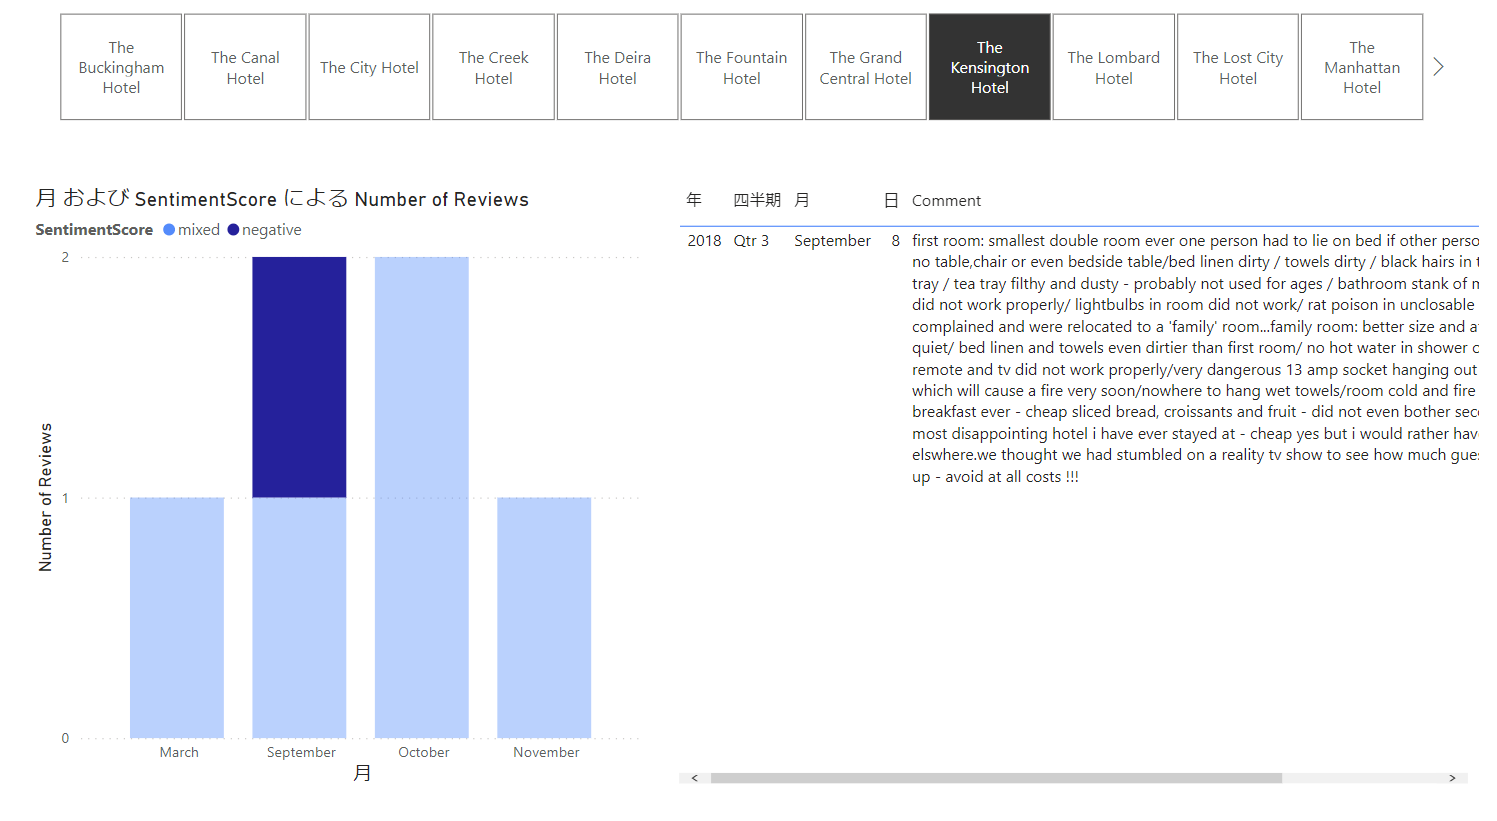 The
Buckingham
Hotel
The Canal
Hotel
The City Hotel
The Creek
Hotel
The Deira
Hotel
The Fountain
Hotel
The Grand
Central Hotel
The
Kensington
Hotel
The Lombard
Hotel
The Lost City
Hotel
The
Manhattan
Hotel
月 および SentimentScore による Number of Reviews
SentimentScore mixed negative
Number of Reviews
2
1
0
March September October November
月
年 四半期 月 日 Comment
2018 Qtr 3 September 8 first room: smallest double room ever one person had to lie on bed if other
no table,chair or even bedside table/bed linen dirty / towels dirty / black hairs in
tray / tea tray filthy and dusty - probably not used for ages / bathroom stank of
did not work properly/ lightbulbs in room did not work/ rat poison in unclosable
complained and were relocated to a 'family' room...family room: better size and
quiet/ bed linen and towels even dirtier than first room/ no hot water in shower
remote and tv did not work properly/very dangerous 13 amp socket hanging out
which will cause a fire very soon/nowhere to hang wet towels/room cold and fire
breakfast ever - cheap sliced bread, croissants and fruit - did not even bother
most disappointing hotel i have ever stayed at - cheap yes but i would rather
elswhere.we thought we had stumbled on a reality tv show to see how much
up - avoid at all costs !!!